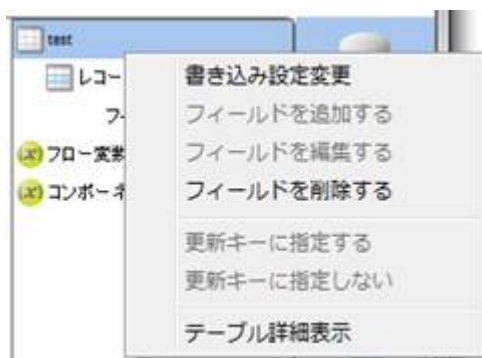 test
レコー
フ
フロー変数
コンポーネ
書き込み設定変更
フィールドを追加する
フィールドを編集する
フィールドを削除する
更新キーに指定する
更新キーに指定しない
テーブル詳細表示